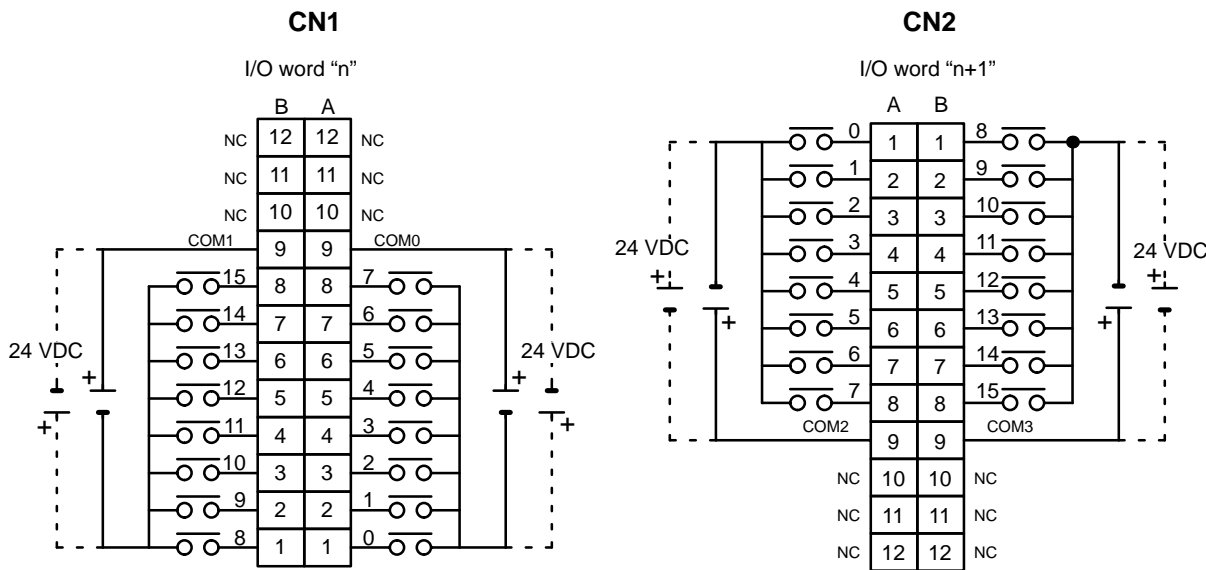 CN1 CN2
I/O word “n” I/O word “n+1”
B A
A B
NC 12 12 NC
0 1 1 8
NC 11 11 NC
1 2 2 9
NC 10 10 NC
2 3 3 10
COM1 9 9 COM0
3 4 4 11
24 VDC 24 VDC
+ +
15 8 8 7
4 5 5 12
14 7 7 6
5 6 6 13
+ +
24 VDC 13 6 6 5 24 VDC
6 7 7 14
+ +
12 5 5 4
7 8 8 15
+ +
11 4 4 3
COM2 9 9 COM3
10 3 3 2
NC 10 10 NC
9 2 2 1
NC 11 11 NC
8 1 1 0
NC 12 12 NC